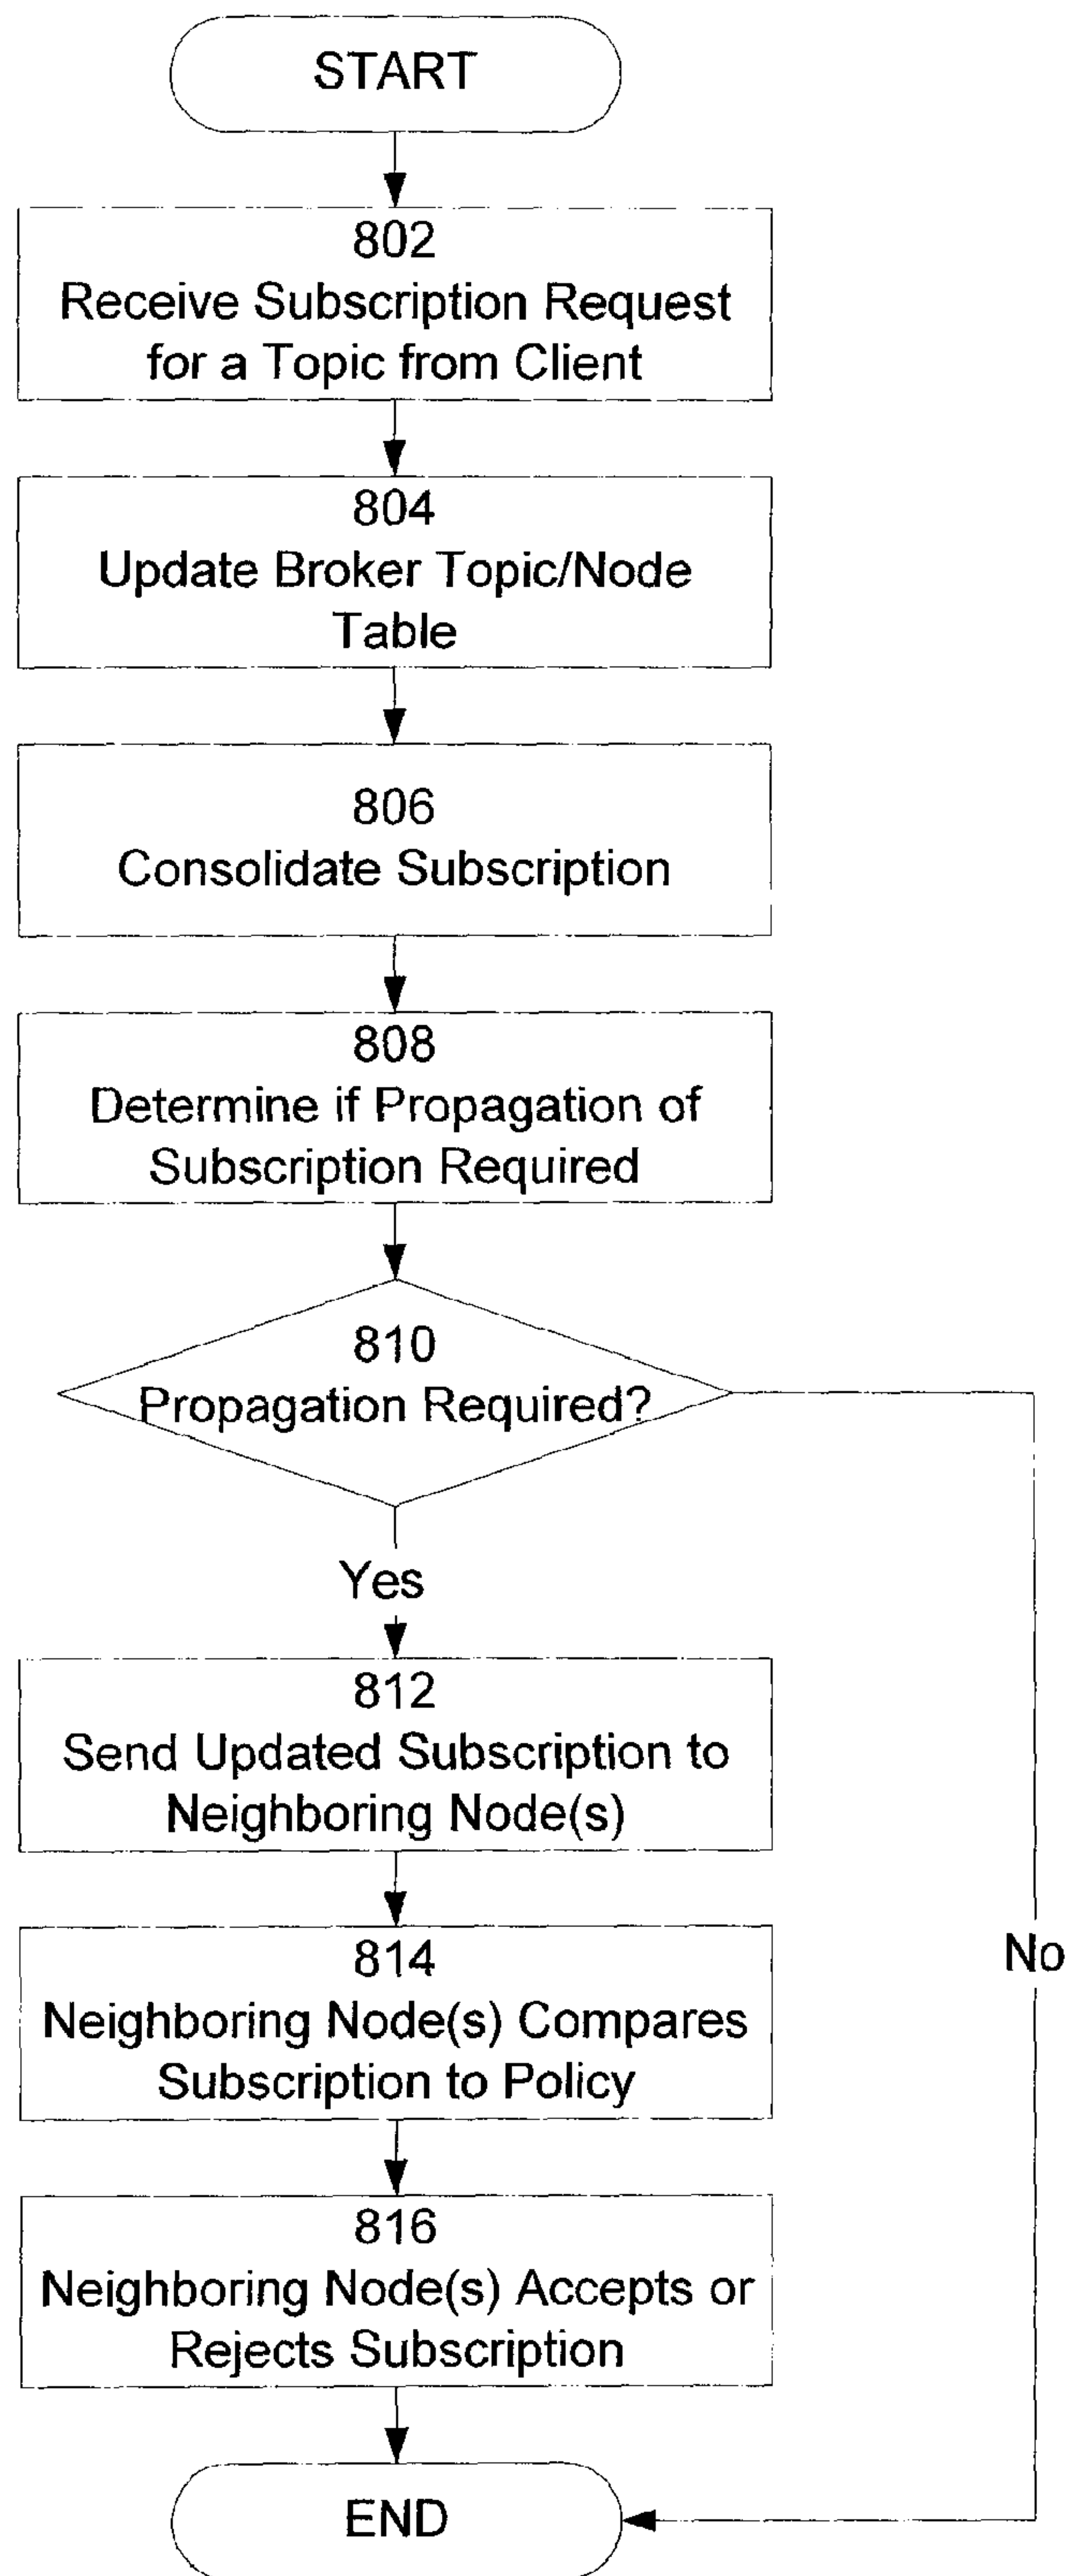 START
802
Receive Subscription Request
for a Topic from Client
804
Update Broker Topic/Node
Table
806
Consolidate Subscription
808
Determine if Propagation of
Subscription Required
810
Propagation Required?
Yes
812
Send Updated Subscription to
Neighboring Node(s)
814
Neighboring Node(s) Compares
Subscription to Policy
No
816
Neighboring Node(s) Accepts or
Rejects Subscription
END